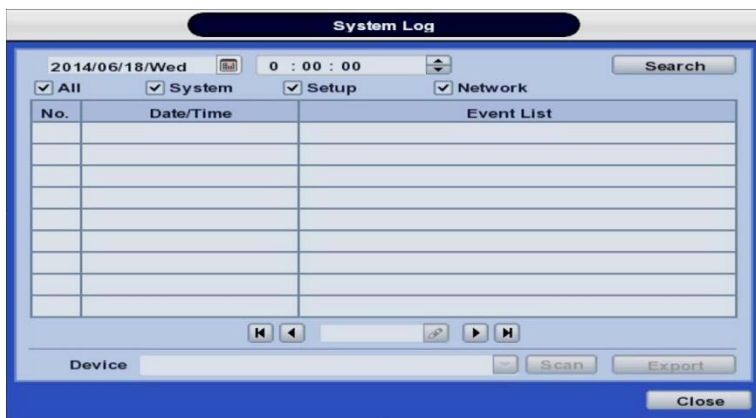 System Log
2014/06/18/Wed 0 : 00 : 00 Search
All System Setup Network
No. Date/Time Event List
Device Scan Export
Close